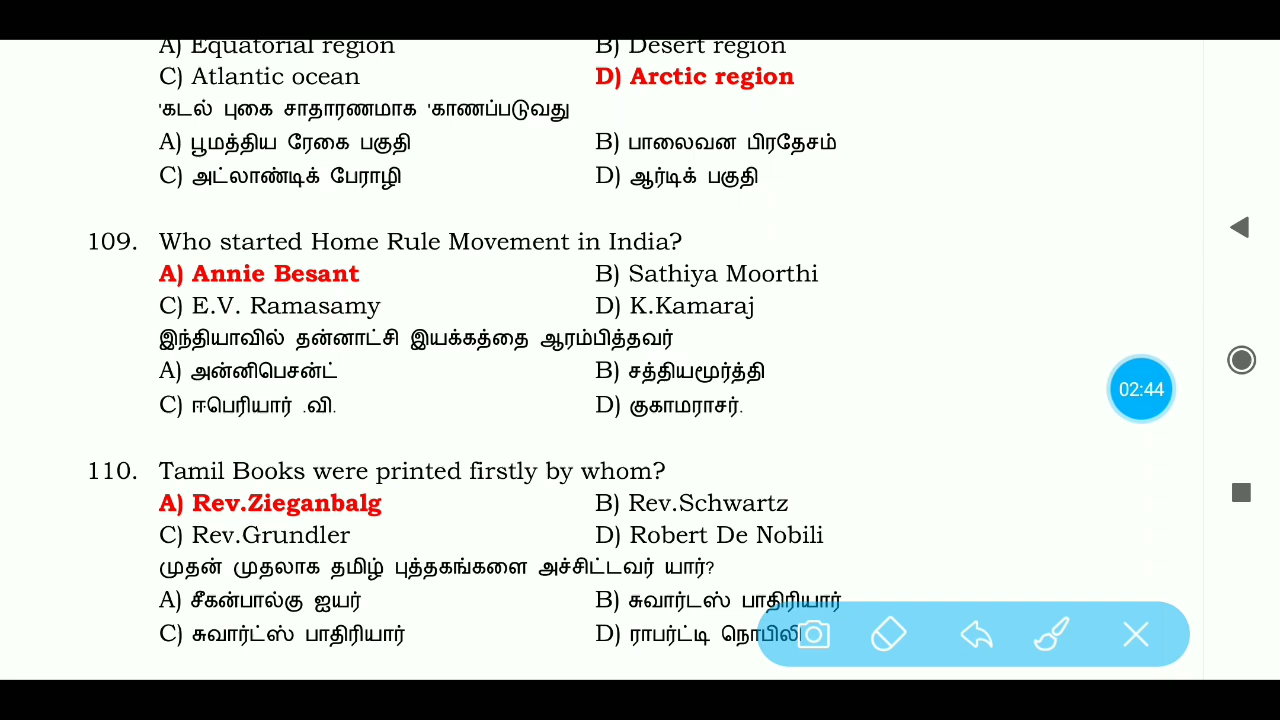 A) Equatorial region B) Desert region
C) Atlantic ocean D) Arctic region
'கடல் புகை சாதாரணமாக 'காணப்படுவது
A) பூமத்திய ரேகை பகுதி B) பாலைவன பிரதேசம்
C) அட்லாண்டிக் பேராழி D) ஆர்டிக் பகுதி
109. Who started Home Rule Movement in India?
A) Annie Besant B) Sathiya Moorthi
C) E.V. Ramasamy D) K.Kamaraj
இந்தியாவில் தன்னாட்சி இயக்கத்தை ஆரம்பித்தவர்
A) அன்னிபெசன்ட் B) சத்தியமூர்த்தி
C) ஈபெரியார் .வி. D) குகாமராசர்.
02:44
110. Tamil Books were printed firstly by whom?
A) Rev.Zieganbalg B) Rev.Schwartz
C) Rev.Grundler D) Robert De Nobili
முதன் முதலாக தமிழ் புத்தகங்களை அச்சிட்டவர் யார்?
A) சீகன்பால்கு ஐயர் B) சுவார்டஸ் பாதிரியார்
C) சுவார்ட்ஸ் பாதிரியார் D) ராபர்ட்டி நொபிலி